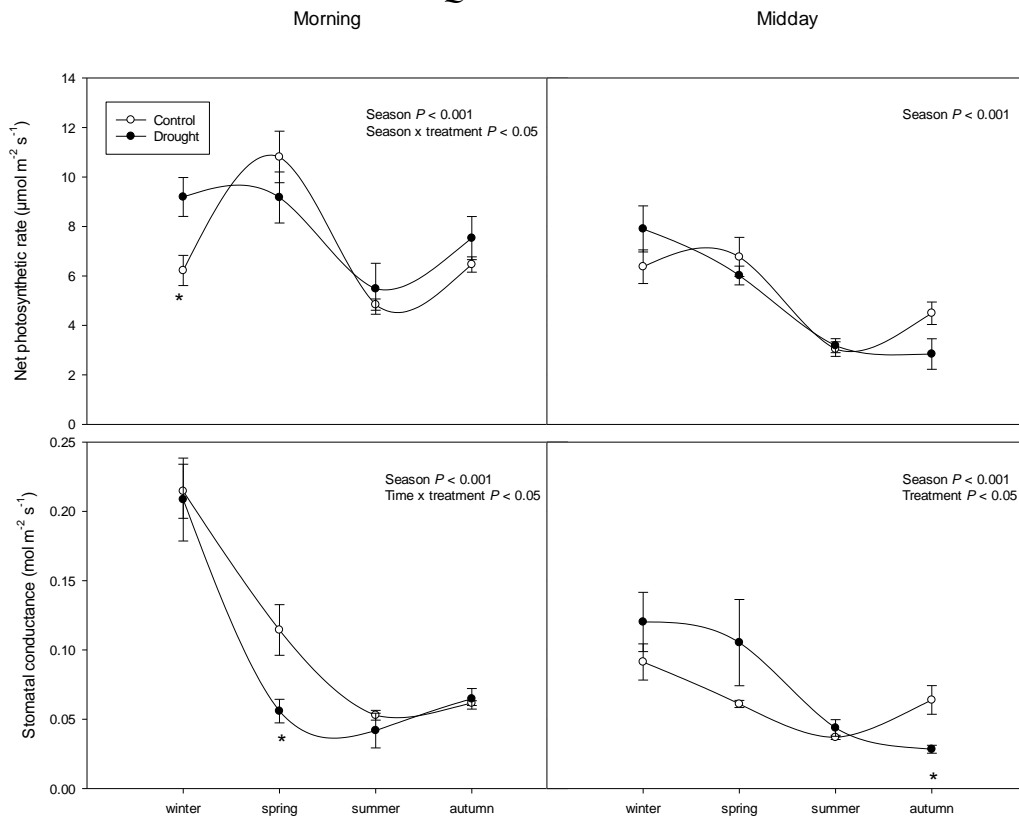 Morning
Midday
Net photosynthetic rate (µmol m⁻² s⁻¹)
14
12
10
8
6
4
2
0
Control
Drought
Season P < 0.001
Season x treatment P < 0.05
*
Season P < 0.001
Stomatal conductance (mol m⁻² s⁻¹)
0.25
0.20
0.15
0.10
0.05
0.00
Season P < 0.001
Time x treatment P < 0.05
*
Season P < 0.001
Treatment P < 0.05
*
winter spring summer autumn
winter spring summer autumn